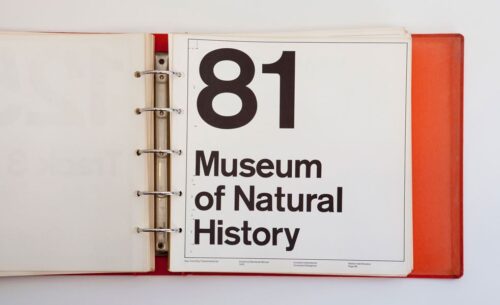 81
Museum
of Natural
History